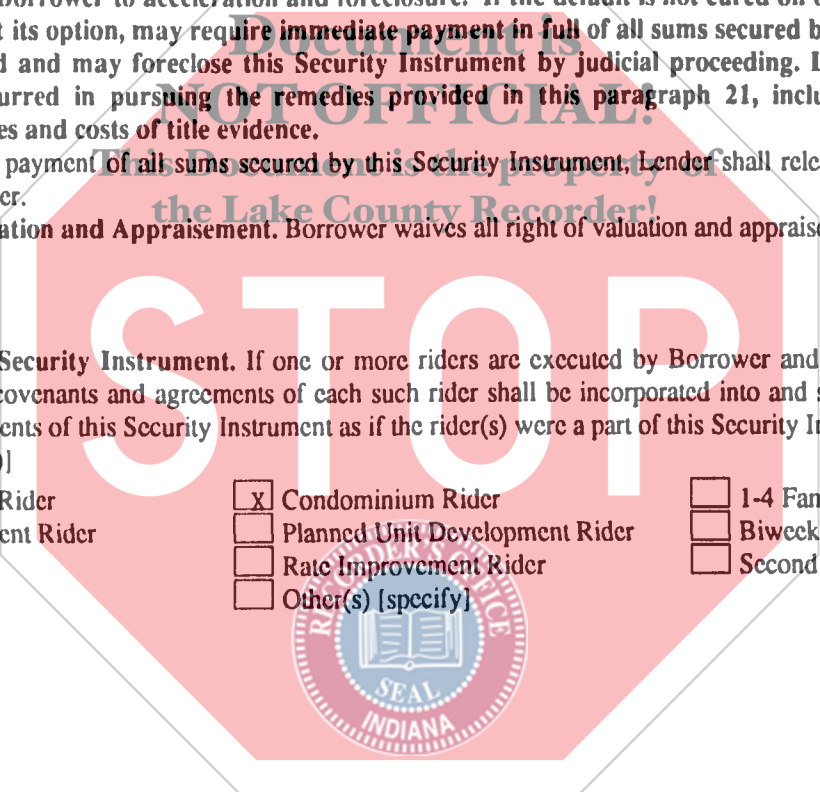 Borrower to acceleration and foreclosure. If the default is not cured on
t its option, may require immediate payment in full of all sums secured b
d and may foreclose this Security Instrument by judicial proceeding. L
urred in pursuing the remedies provided in this paragraph 21, inclu
es and costs of title evidence.
payment of all sums secured by this Security Instrument, Lender shall rele
er.
ation and Appraisement. Borrower waives all right of valuation and appraise
Document is
NOT OFFICIAL!
This Document is the property of
the Lake County Recorder!
STOP
Security Instrument. If one or more riders are executed by Borrower and
covenants and agreements of each such rider shall be incorporated into and s
ents of this Security Instrument as if the rider(s) were a part of this Security In
)]
Rider
X Condominium Rider
1-4 Fam
ent Rider
Planned Unit Development Rider
Biweek
Rate Improvement Rider
Second
Other(s) [specify]
RECORDER'S OFFICE
SEAL
INDIANA